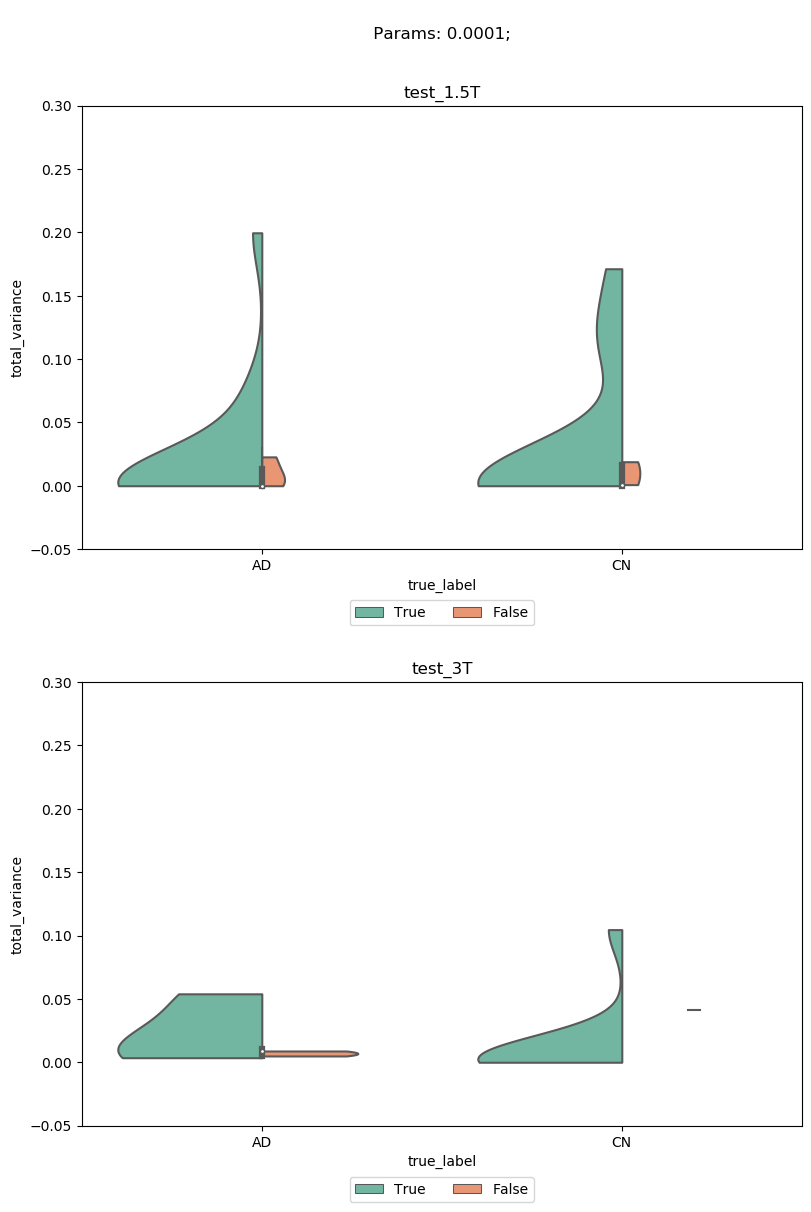 Params: 0.0001;
test_1.5T
0.30
0.25
0.20
0.15
0.10
0.05
0.00
−0.05
total_variance
AD CN
true_label
True False
test_3T
0.30
0.25
0.20
0.15
0.10
0.05
0.00
−0.05
total_variance
AD CN
true_label
True False